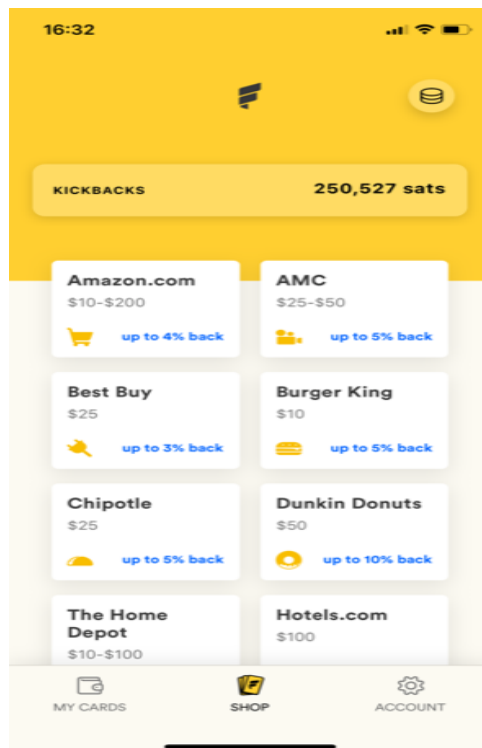 16:32
KICKBACKS 250,527 sats
Amazon.com
$10-$200
up to 4% back
AMC
$25-$50
up to 5% back
Best Buy
$25
up to 3% back
Burger King
$10
up to 5% back
Chipotle
$25
up to 5% back
Dunkin Donuts
$50
up to 10% back
The Home
Depot
$10-$100
Hotels.com
$100
MY CARDS
SHOP
ACCOUNT